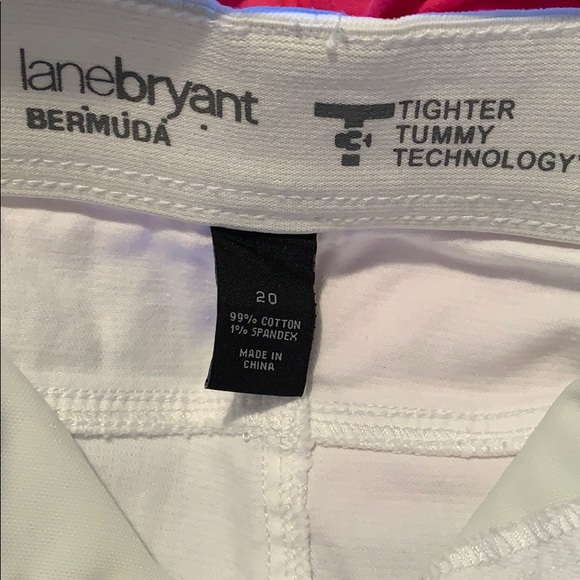 lanebryant
BERMUDA
TIGHTER
TUMMY
TECHNOLOGY
20
99% COTTON
1% SPANDEX
MADE IN
CHINA